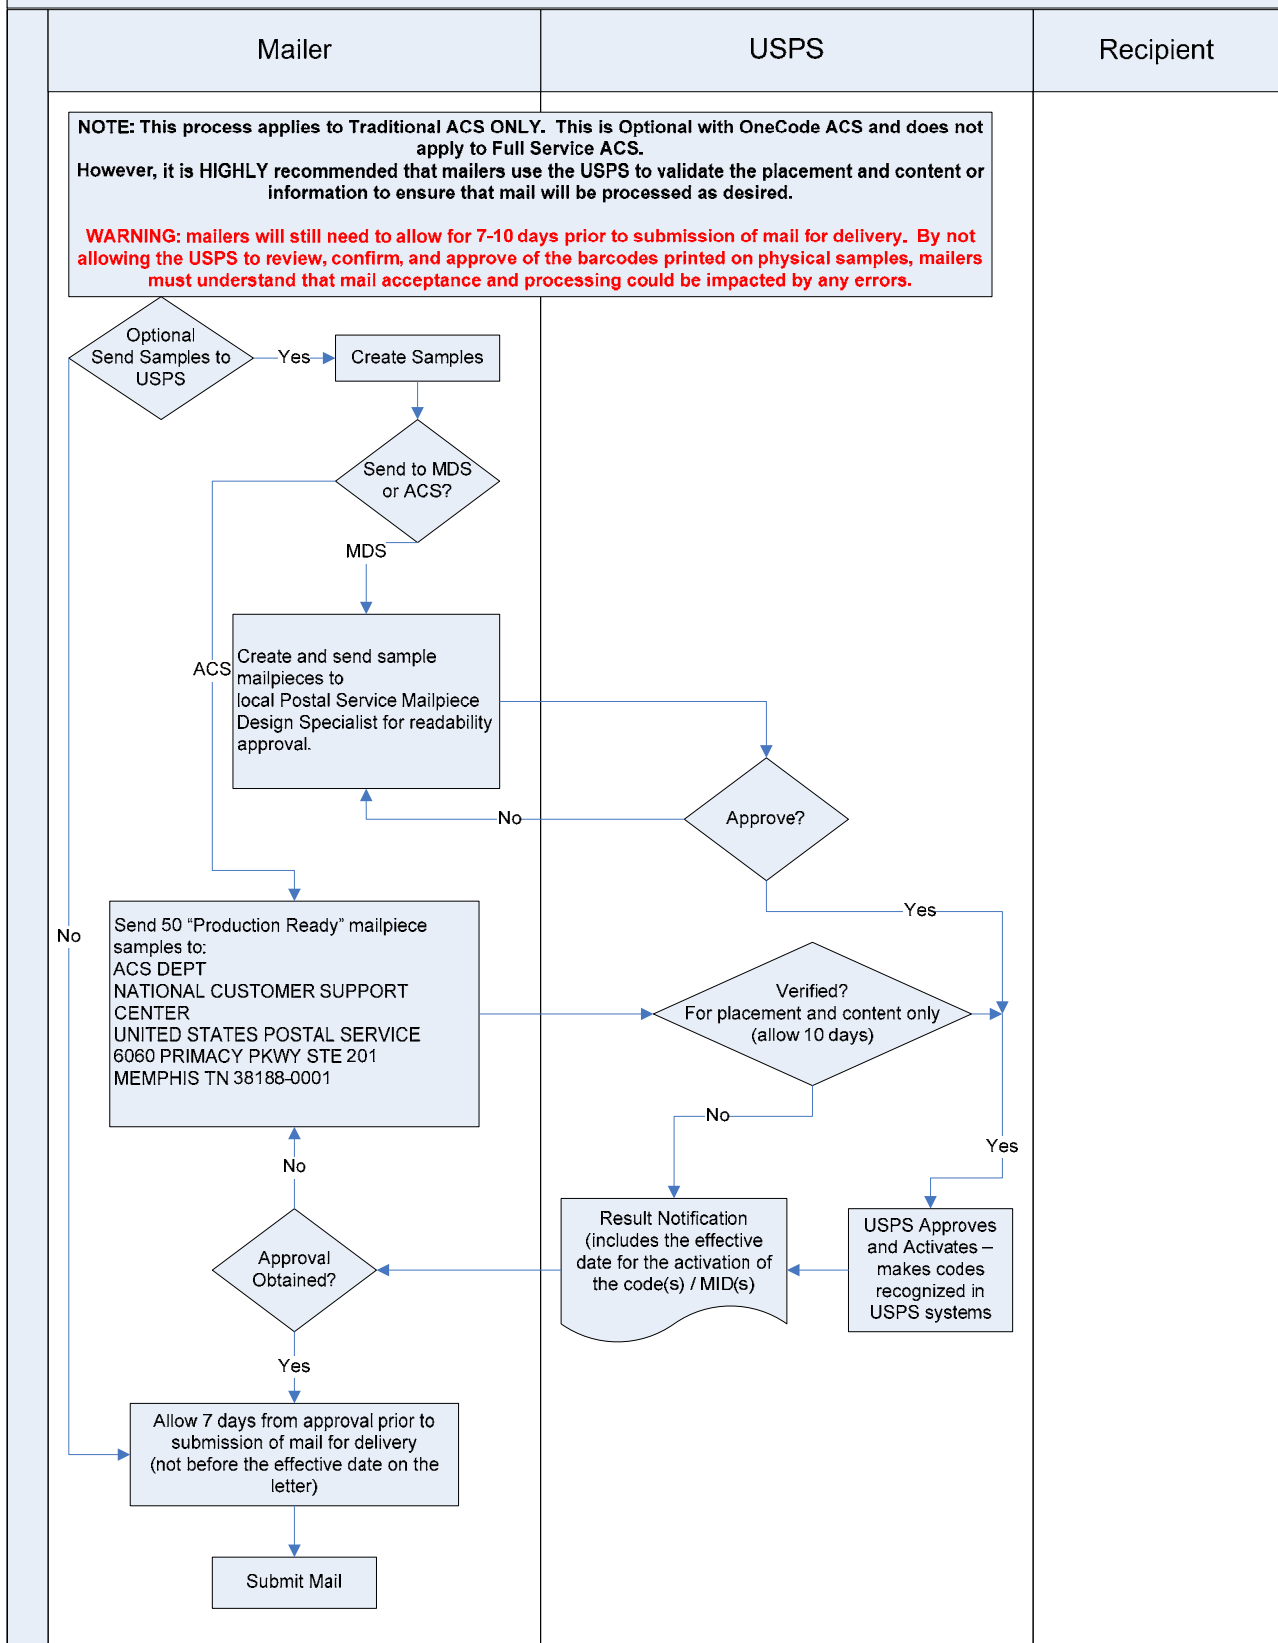 Mailer
USPS
Recipient
NOTE: This process applies to Traditional ACS ONLY.  This is Optional with OneCode ACS and does not
apply to Full Service ACS.
However, it is HIGHLY recommended that mailers use the USPS to validate the placement and content or
information to ensure that mail will be processed as desired.
WARNING: mailers will still need to allow for 7-10 days prior to submission of mail for delivery.  By not
allowing the USPS to review, confirm, and approve of the barcodes printed on physical samples, mailers
must understand that mail acceptance and processing could be impacted by any errors.
Optional
Send Samples to
USPS
Yes
Create Samples
Send to MDS
or ACS?
MDS
ACS
Create and send sample
mailpieces to
local Postal Service Mailpiece
Design Specialist for readability
approval.
No
Approve?
Yes
No
Send 50 “Production Ready” mailpiece
samples to:
ACS DEPT
NATIONAL CUSTOMER SUPPORT
CENTER
UNITED STATES POSTAL SERVICE
6060 PRIMACY PKWY STE 201
MEMPHIS TN 38188-0001
Verified?
For placement and content only
(allow 10 days)
No
Yes
No
Result Notification
(includes the effective
date for the activation of
the code(s) / MID(s)
USPS Approves
and Activates –
makes codes
recognized in
USPS systems
Approval
Obtained?
Yes
Allow 7 days from approval prior to
submission of mail for delivery
(not before the effective date on the
letter)
Submit Mail